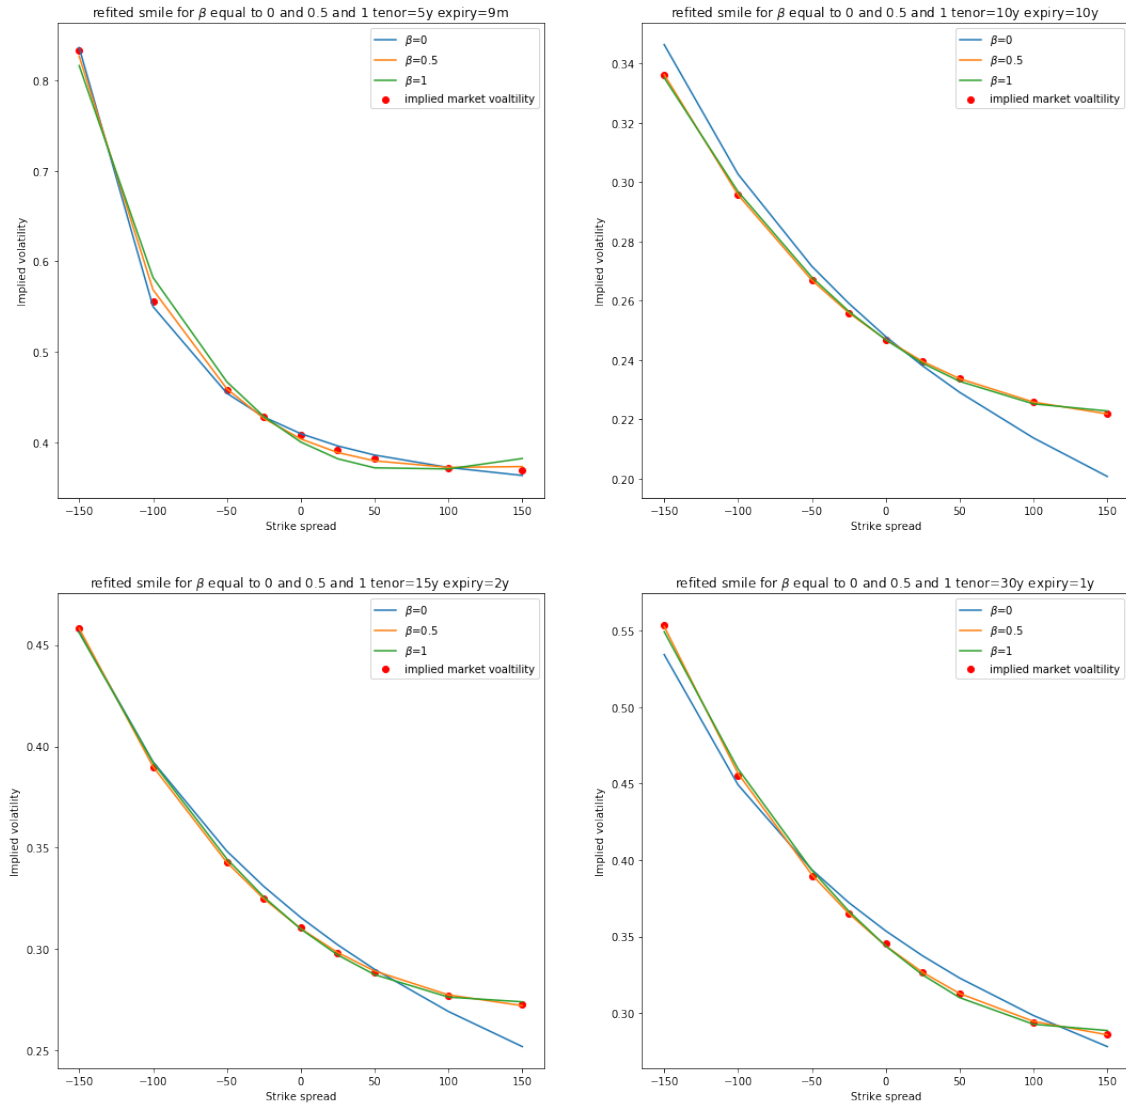 refited smile for β equal to 0 and 0.5 and 1 tenor=5y expiry=9m
β=0
β=0.5
β=1
implied market voaltility
Implied volatility
0.8
0.7
0.6
0.5
0.4
−150
−100
−50
0
50
100
150
Strike spread
refited smile for β equal to 0 and 0.5 and 1 tenor=10y expiry=10y
β=0
β=0.5
β=1
implied market voaltility
Implied volatility
0.34
0.32
0.30
0.28
0.26
0.24
0.22
0.20
−150
−100
−50
0
50
100
150
Strike spread
refited smile for β equal to 0 and 0.5 and 1 tenor=15y expiry=2y
β=0
β=0.5
β=1
implied market voaltility
Implied volatility
0.45
0.40
0.35
0.30
0.25
−150
−100
−50
0
50
100
150
Strike spread
refited smile for β equal to 0 and 0.5 and 1 tenor=30y expiry=1y
β=0
β=0.5
β=1
implied market voaltility
Implied volatility
0.55
0.50
0.45
0.40
0.35
0.30
−150
−100
−50
0
50
100
150
Strike spread